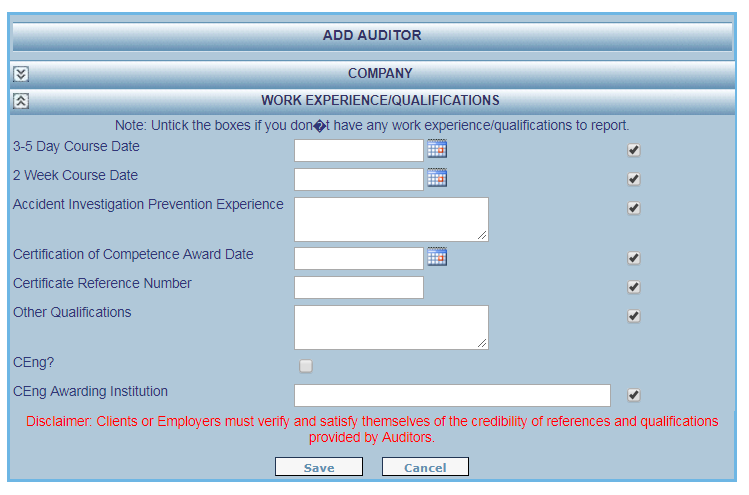 ADD AUDITOR
COMPANY
WORK EXPERIENCE/QUALIFICATIONS
Note: Untick the boxes if you don�t have any work experience/qualifications to report.
3-5 Day Course Date
2 Week Course Date
Accident Investigation Prevention Experience
Certification of Competence Award Date
Certificate Reference Number
Other Qualifications
CEng?
CEng Awarding Institution
Disclaimer: Clients or Employers must verify and satisfy themselves of the credibility of references and qualifications
provided by Auditors.
Save Cancel